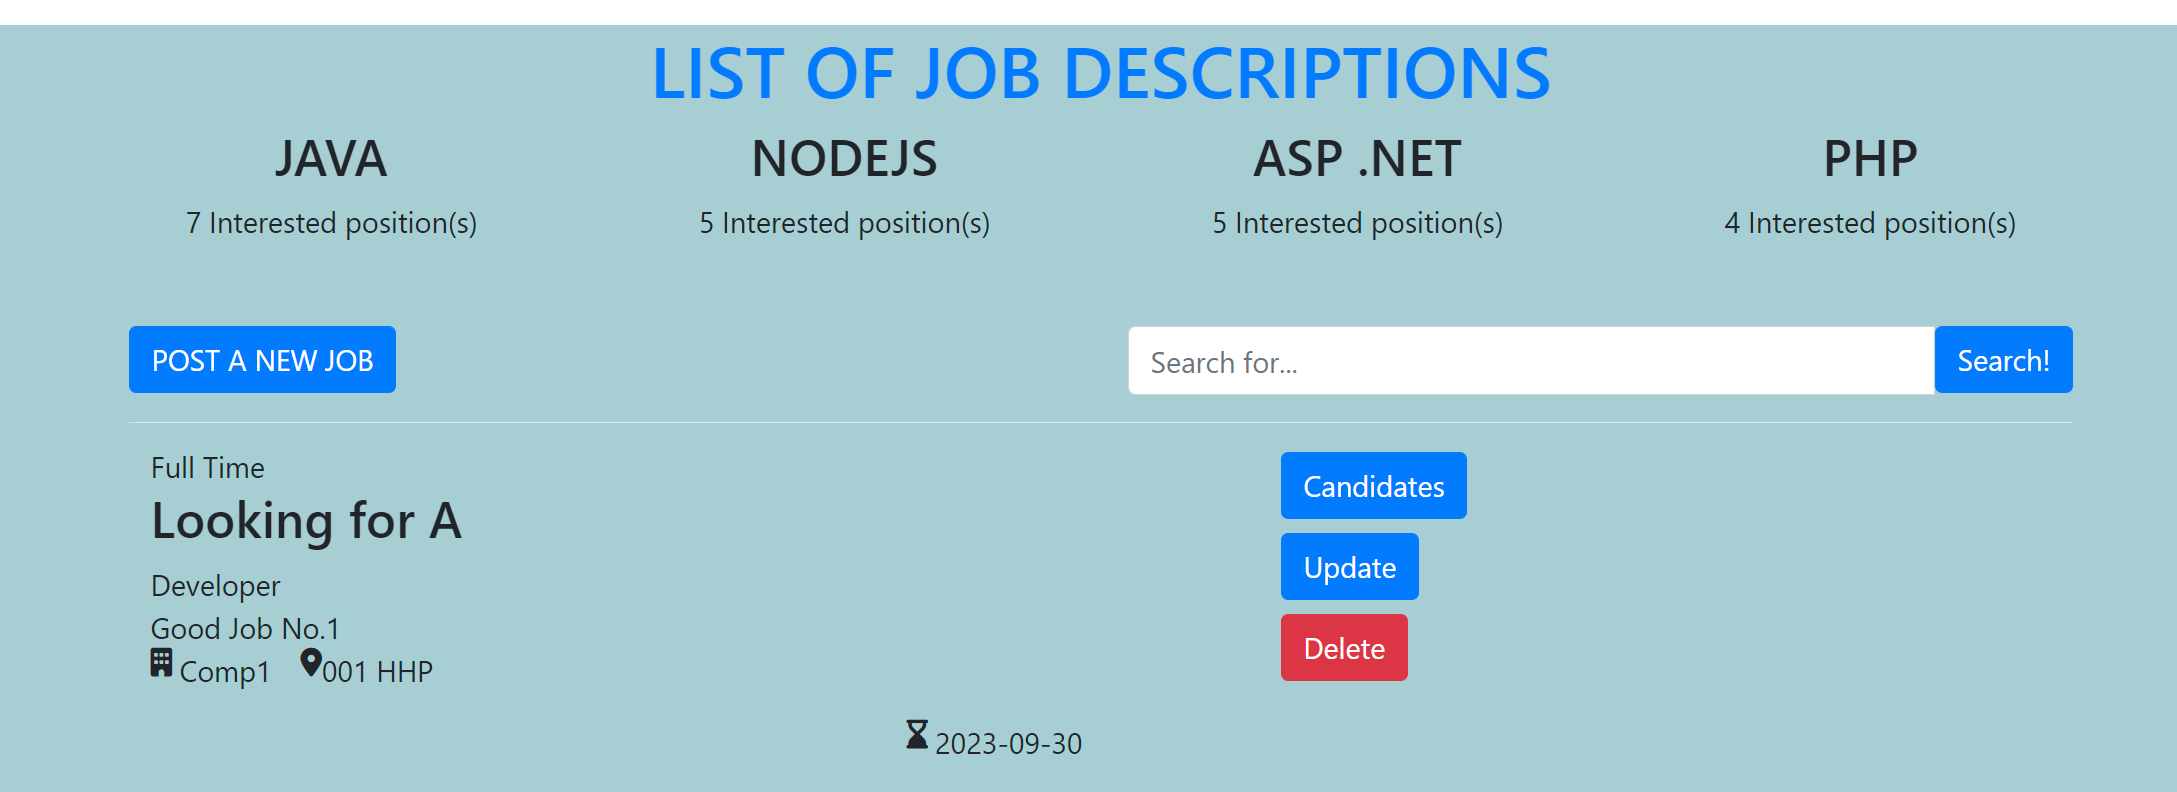 LIST OF JOB DESCRIPTIONS
JAVA
7 Interested position(s)
NODEJS
5 Interested position(s)
ASP .NET
5 Interested position(s)
PHP
4 Interested position(s)
POST A NEW JOB
Search for...
Search!
Full Time
Looking for A
Developer
Good Job No.1
Comp1 001 HHP
2023-09-30
Candidates
Update
Delete